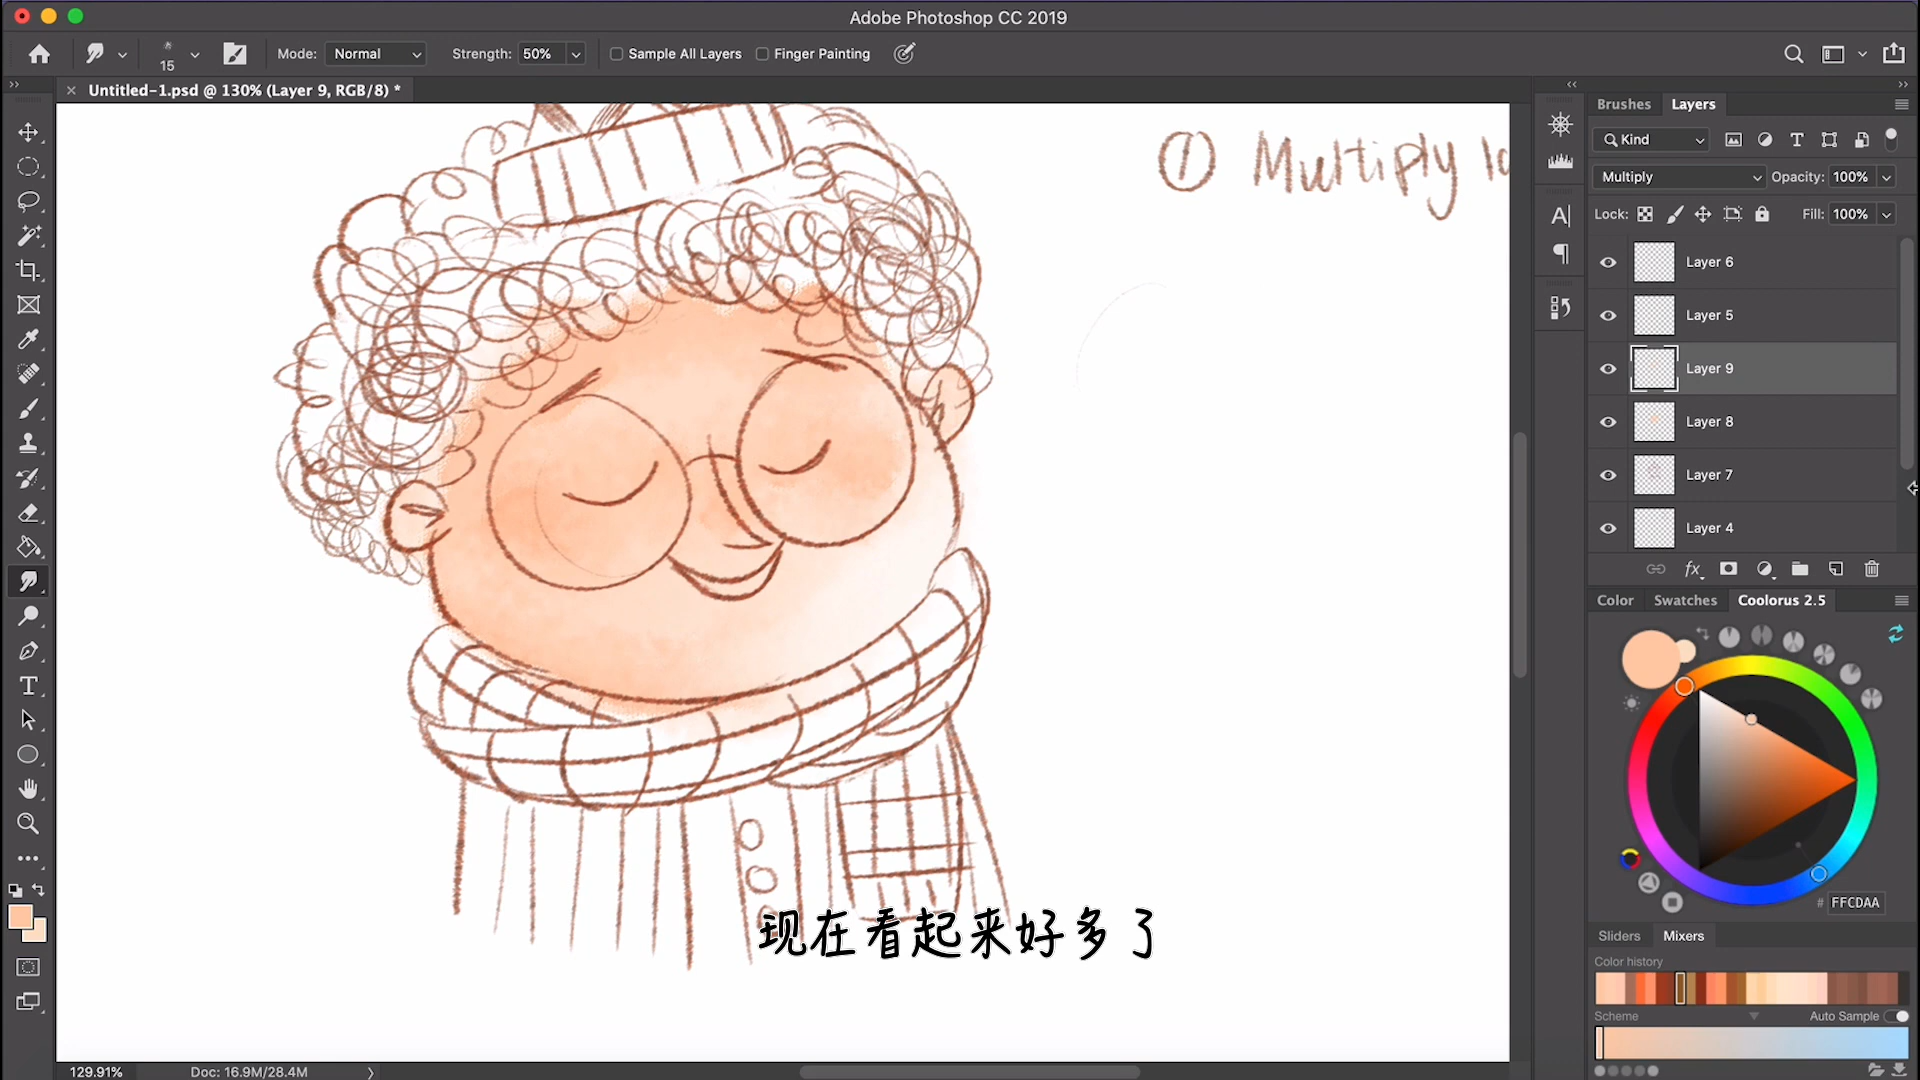 Adobe Photoshop CC 2019
15
Mode: Normal
Strength: 50%
Sample All Layers
Finger Painting
× Untitled-1.psd @ 130% (Layer 9, RGB/8) *
① Multiply
现在看起来好多了
129.91%
Doc: 16.9M/28.4M
Brushes
Layers
Kind
Multiply
Opacity: 100%
Lock:
Fill: 100%
Layer 6
Layer 5
Layer 9
Layer 8
Layer 7
Layer 4
fx
Color
Swatches
Coolorus 2.5
# FFCDAA
Sliders
Mixers
Color history
Scheme
Auto Sample